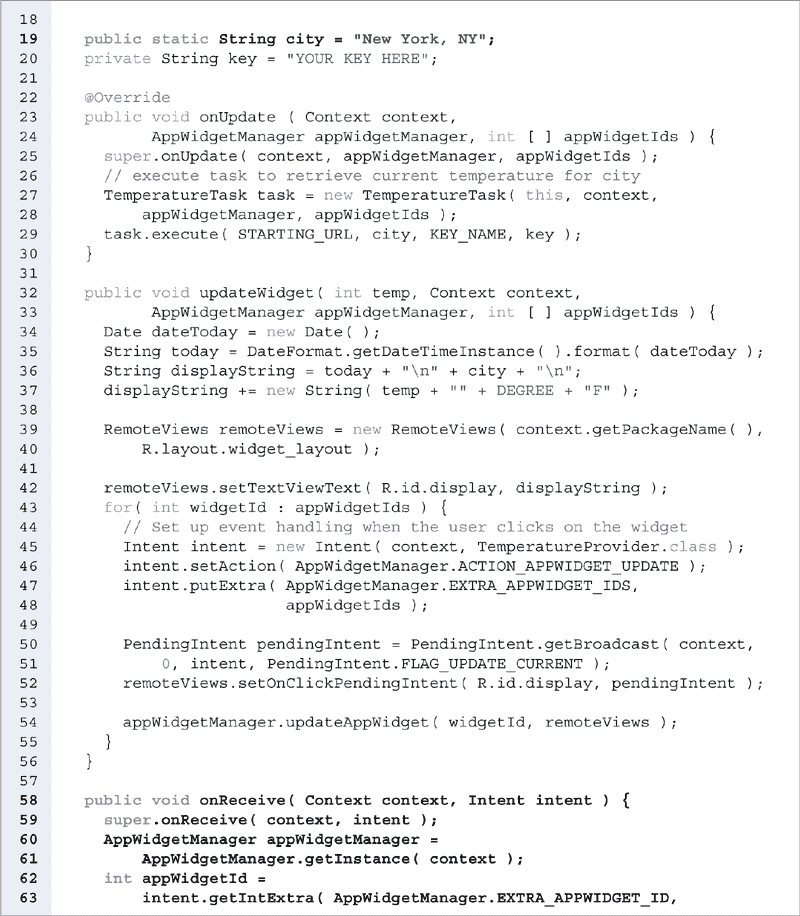 18
19 public static String city = "New York, NY";
20 private String key = "YOUR KEY HERE";
21
22 @Override
23 public void onUpdate ( Context context,
24 AppWidgetManager appWidgetManager, int [ ] appWidgetIds ) {
25 super.onUpdate( context, appWidgetManager, appWidgetIds );
26 // execute task to retrieve current temperature for city
27 TemperatureTask task = new TemperatureTask( this, context,
28 appWidgetManager, appWidgetIds );
29 task.execute( STARTING_URL, city, KEY_NAME, key );
30 }
31
32 public void updateWidget( int temp, Context context,
33 AppWidgetManager appWidgetManager, int [ ] appWidgetIds ) {
34 Date dateToday = new Date( );
35 String today = DateFormat.getDateTimeInstance( ).format( dateToday );
36 String displayString = today + "\n" + city + "\n";
37 displayString += new String( temp + "" + DEGREE + "F" );
38
39 RemoteViews remoteViews = new RemoteViews( context.getPackageName( ),
40 R.layout.widget_layout );
41
42 remoteViews.setTextViewText( R.id.display, displayString );
43 for( int widgetId : appWidgetIds ) {
44 // Set up event handling when the user clicks on the widget
45 Intent intent = new Intent( context, TemperatureProvider.class );
46 intent.setAction( AppWidgetManager.ACTION_APPWIDGET_UPDATE );
47 intent.putExtra( AppWidgetManager.EXTRA_APPWIDGET_IDS,
48 appWidgetIds );
49
50 PendingIntent pendingIntent = PendingIntent.getBroadcast( context,
51 0, intent, PendingIntent.FLAG_UPDATE_CURRENT );
52 remoteViews.setOnClickPendingIntent( R.id.display, pendingIntent );
53
54 appWidgetManager.updateAppWidget( widgetId, remoteViews );
55 }
56 }
57
58 public void onReceive( Context context, Intent intent ) {
59 super.onReceive( context, intent );
60 AppWidgetManager appWidgetManager =
61 AppWidgetManager.getInstance( context );
62 int appWidgetId =
63 intent.getIntExtra( AppWidgetManager.EXTRA_APPWIDGET_ID,